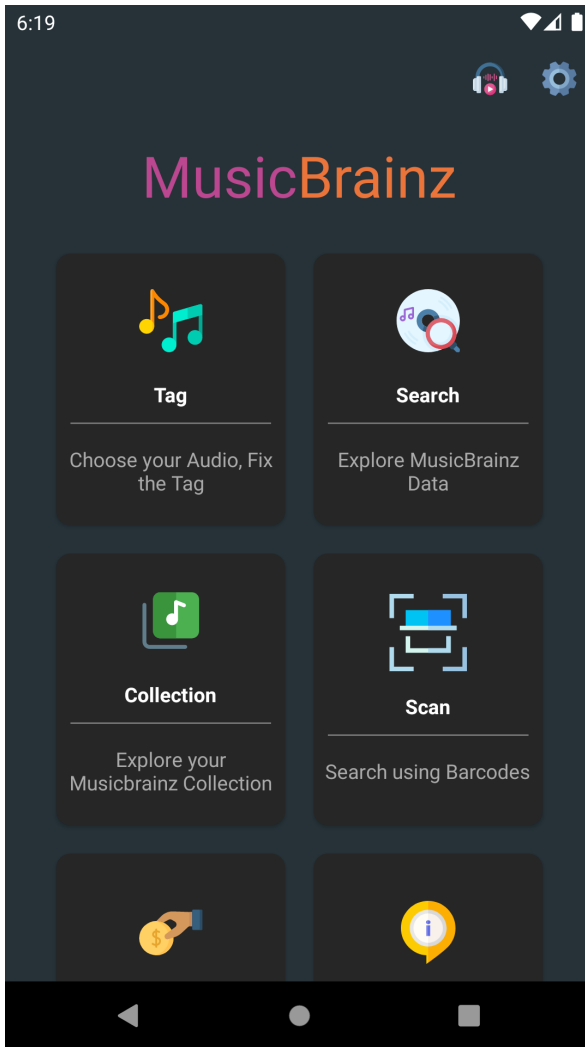 6:19
MusicBrainz
Tag
Choose your Audio, Fix
the Tag
Search
Explore MusicBrainz
Data
Collection
Explore your
Musicbrainz Collection
Scan
Search using Barcodes
$
i